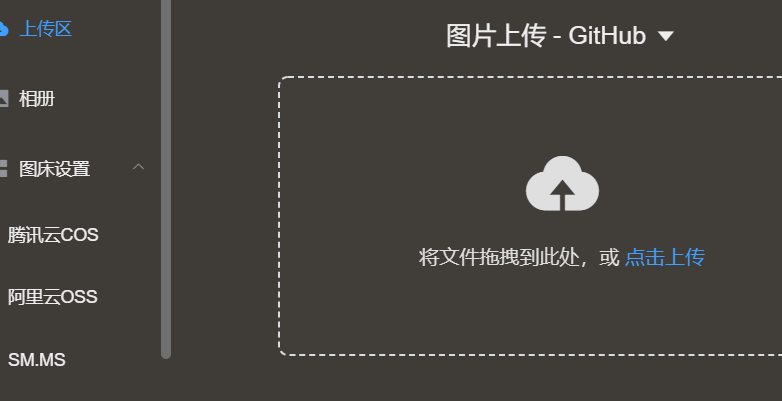 上传区
相册
图床设置
腾讯云COS
阿里云OSS
SM.MS
图片上传 - GitHub
将文件拖拽到此处，或 点击上传